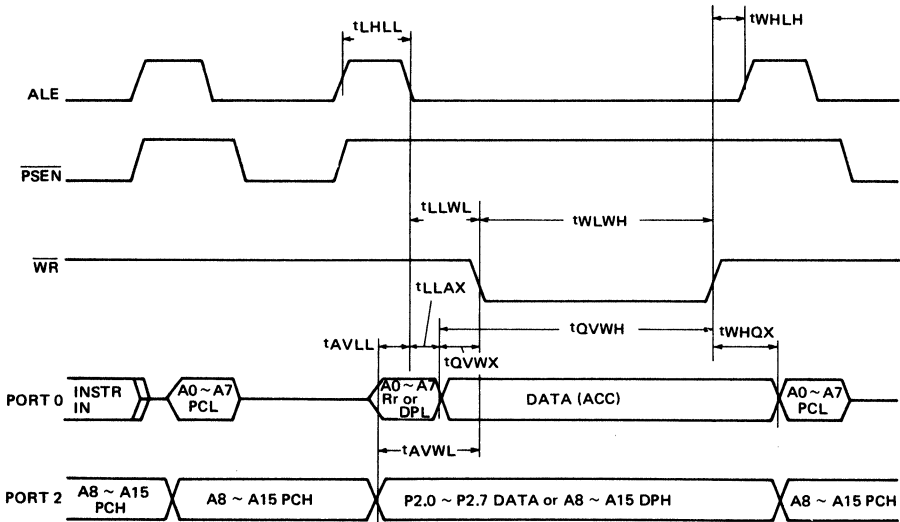 tLHLL
tWHLH
ALE
PSEN
tLLWL
tWLWH
WR
tLLAX
tQVWH
tAVLL
tQVWX
tWHQX
PORT 0
INSTR
IN
A0 ~ A7
PCL
A0 ~ A7
Rr or
DPL
DATA (ACC)
A0 ~ A7
PCL
tAVWL
PORT 2
A8 ~ A15
PCH
A8 ~ A15 PCH
P2.0 ~ P2.7 DATA or A8 ~ A15 DPH
A8 ~ A15 PCH